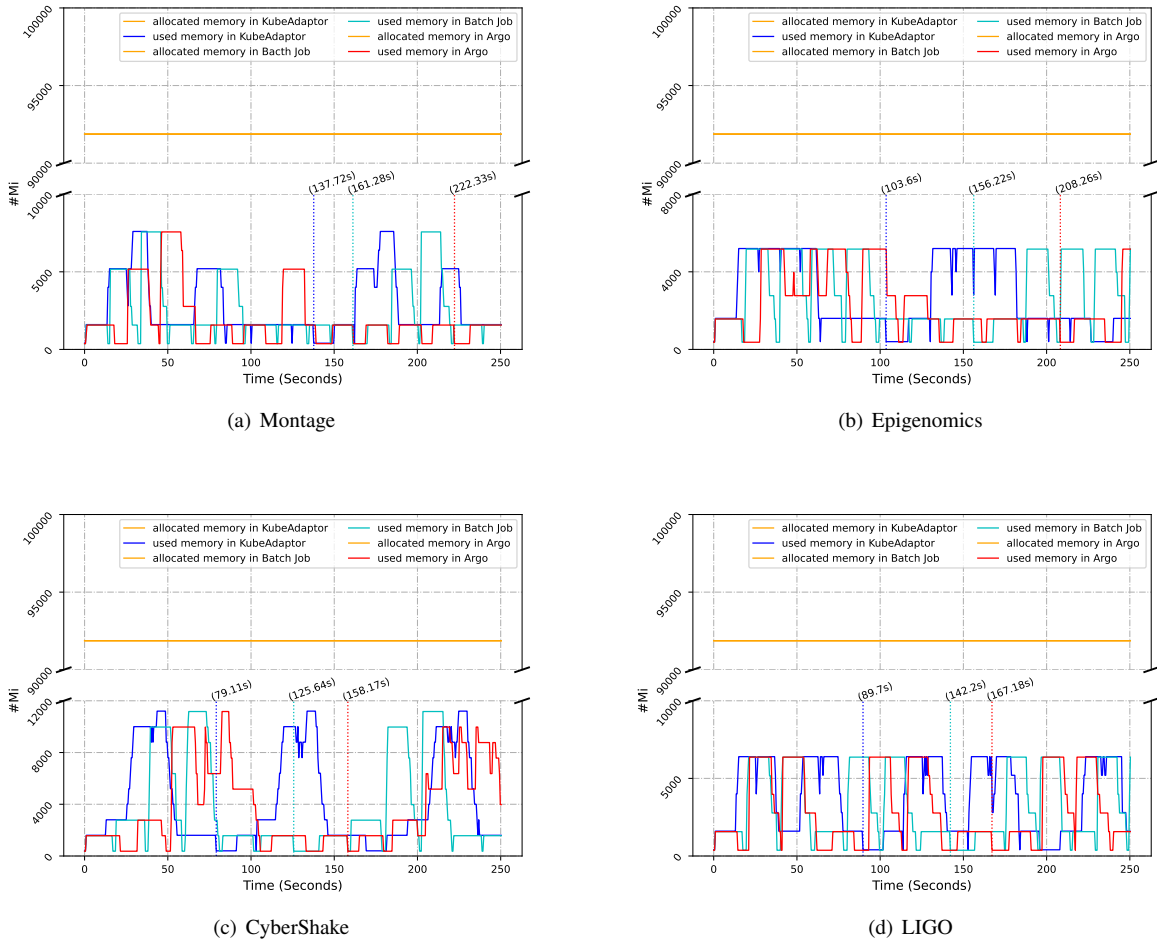 allocated memory in KubeAdaptor
used memory in KubeAdaptor
allocated memory in Bacth Job
used memory in Batch Job
allocated memory in Argo
used memory in Argo
100000
95000
90000
#Mi
(137.72s)
(161.28s)
(222.33s)
10000
5000
0
0 50 100 150 200 250
Time (Seconds)
(a) Montage
allocated memory in KubeAdaptor
used memory in KubeAdaptor
allocated memory in Batch Job
used memory in Batch Job
allocated memory in Argo
used memory in Argo
100000
95000
90000
#Mi
(103.6s)
(156.22s)
(208.26s)
8000
4000
0
0 50 100 150 200 250
Time (Seconds)
(b) Epigenomics
allocated memory in KubeAdaptor
used memory in KubeAdaptor
allocated memory in Batch Job
used memory in Batch Job
allocated memory in Argo
used memory in Argo
100000
95000
90000
#Mi
(79.11s)
(125.64s)
(158.17s)
12000
8000
4000
0
0 50 100 150 200 250
Time (Seconds)
(c) CyberShake
allocated memory in KubeAdaptor
used memory in KubeAdaptor
allocated memory in Batch Job
used memory in Batch Job
allocated memory in Argo
used memory in Argo
100000
95000
90000
#Mi
(89.7s)
(142.2s)
(167.18s)
10000
5000
0
0 50 100 150 200 250
Time (Seconds)
(d) LIGO